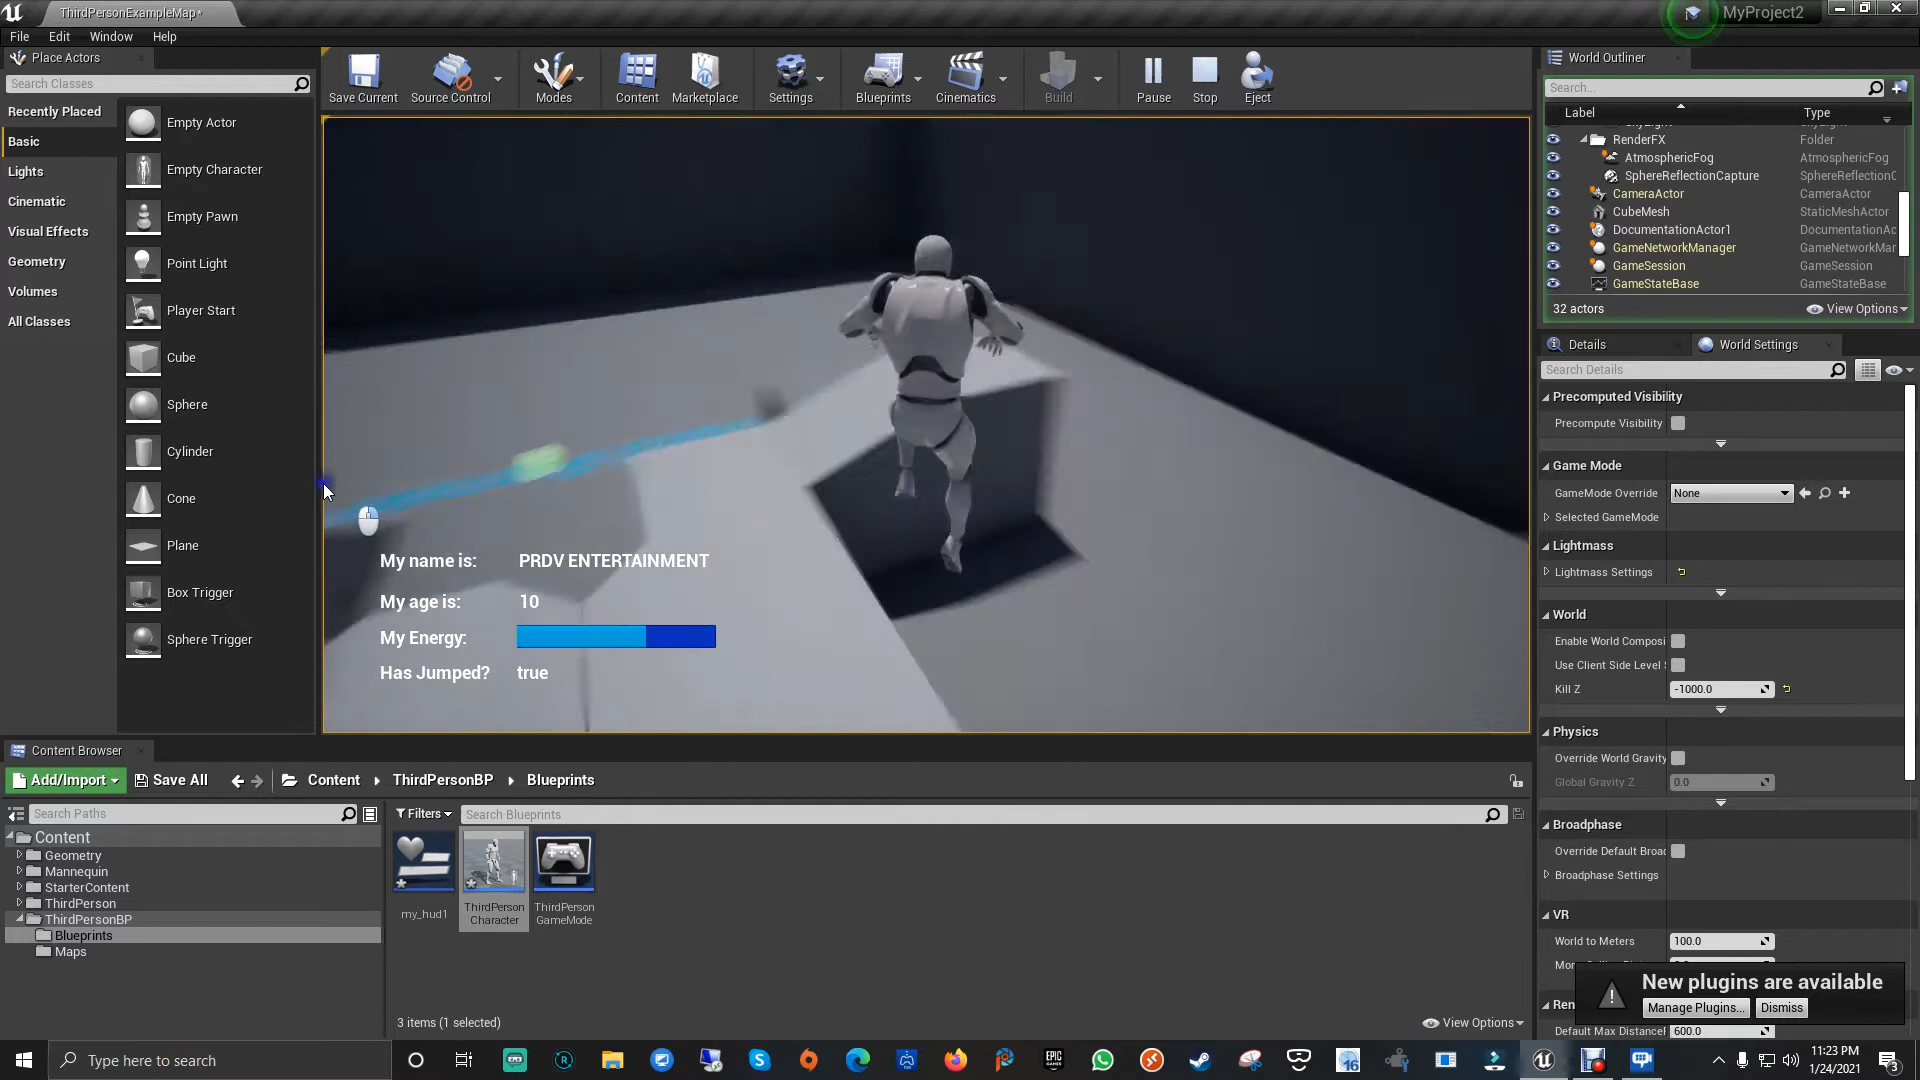 ThirdPersonExampleMap*
MyProject2
File Edit Window Help
Place Actors
Search Classes
Recently Placed
Basic
Lights
Cinematic
Visual Effects
Geometry
Volumes
All Classes
Empty Actor
Empty Character
Empty Pawn
Point Light
Player Start
Cube
Sphere
Cylinder
Cone
Plane
Box Trigger
Sphere Trigger
Save Current Source Control Modes Content Marketplace Settings Blueprints Cinematics Build Pause Stop Eject
My name is: PRDV ENTERTAINMENT
My age is: 10
My Energy:
Has Jumped? true
World Outliner
Search...
Label Type
RenderFX Folder
AtmosphericFog AtmosphericFog
SphereReflectionCapture SphereReflectionC
CameraActor CameraActor
CubeMesh StaticMeshActor
DocumentationActor1 DocumentationAc
GameNetworkManager GameNetworkMar
GameSession GameSession
GameStateBase GameStateBase
32 actors View Options
Details World Settings
Search Details
Precomputed Visibility
Precompute Visibility
Game Mode
GameMode Override None
Selected GameMode
Lightmass
Lightmass Settings
World
Enable World Composi
Use Client Side Level
Kill Z -1000.0
Physics
Override World Gravity
Global Gravity Z 0.0
Broadphase
Override Default Broac
Broadphase Settings
VR
World to Meters 100.0
New plugins are available
Manage Plugins... Dismiss
Default Max DistanceF 600.0
Content Browser
Add/Import Save All Content ThirdPersonBP Blueprints
Search Paths
Filters Search Blueprints
Content
Geometry
Mannequin
StarterContent
ThirdPerson
ThirdPersonBP
Blueprints
Maps
my_hud1
ThirdPerson
Character
ThirdPerson
GameMode
3 items (1 selected) View Options
Type here to search
EPIC
GAMES
16
11:23 PM
1/24/2021
3